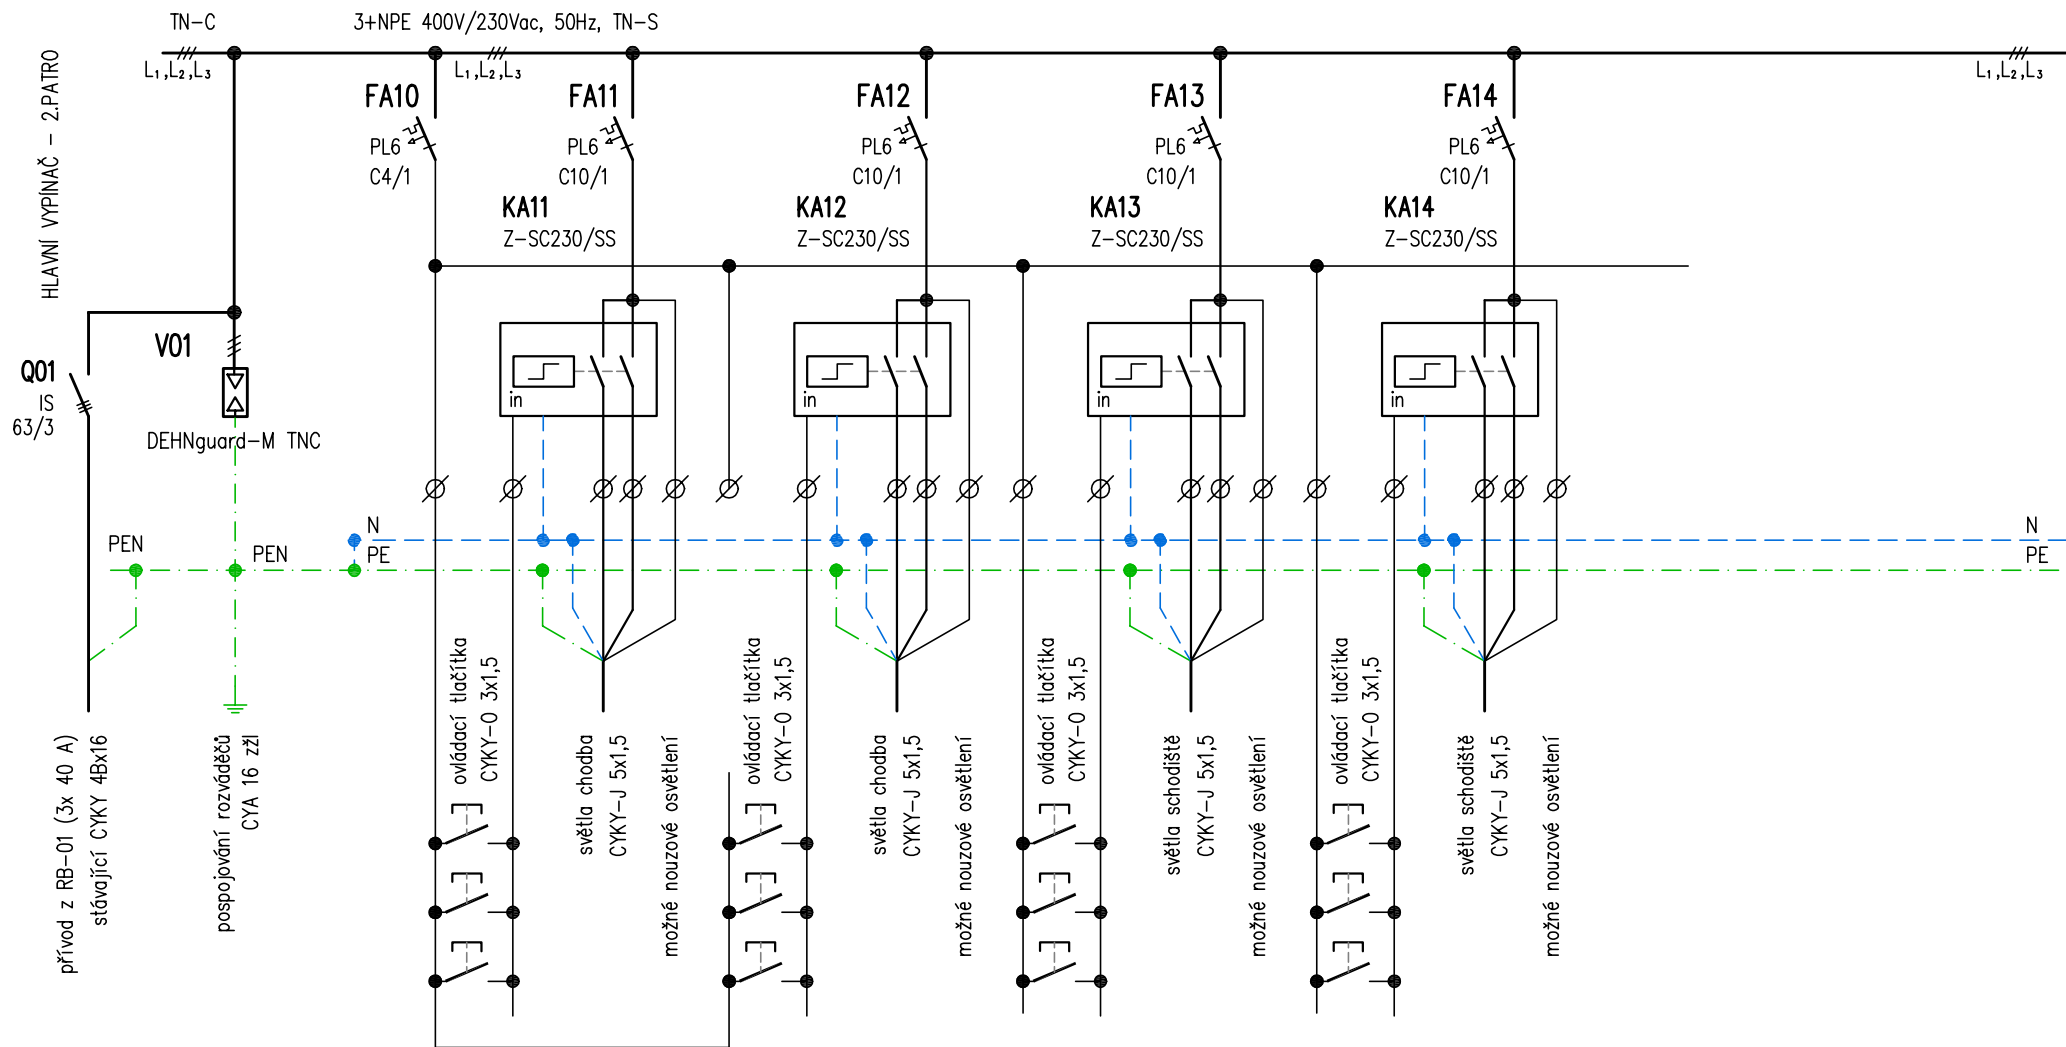 TN-C
3+NPE 400V/230Vac, 50Hz, TN-S
L1,L2,L3
L1,L2,L3
L1,L2,L3
HLAVNÍ VYPÍNAČ - 2.PATRO
FA10
PL6
C4/1
FA11
PL6
C10/1
FA12
PL6
C10/1
FA13
PL6
C10/1
FA14
PL6
C10/1
KA11
Z-SC230/SS
KA12
Z-SC230/SS
KA13
Z-SC230/SS
KA14
Z-SC230/SS
V01
Q01
IS
63/3
in
in
in
in
DEHNguard-M TNC
PEN
PEN
N
PE
N
PE
přívod z RB-01 (3x 40 A)
stávající CYKY 4Bx16
pospojování rozváděčů
CYA 16 zžl
ovládací tlačítka
CYKY-O 3x1,5
světla chodba
CYKY-J 5x1,5
možné nouzové osvětlení
ovládací tlačítka
CYKY-O 3x1,5
světla chodba
CYKY-J 5x1,5
možné nouzové osvětlení
ovládací tlačítka
CYKY-O 3x1,5
světla schodiště
CYKY-J 5x1,5
možné nouzové osvětlení
ovládací tlačítka
CYKY-O 3x1,5
světla schodiště
CYKY-J 5x1,5
možné nouzové osvětlení